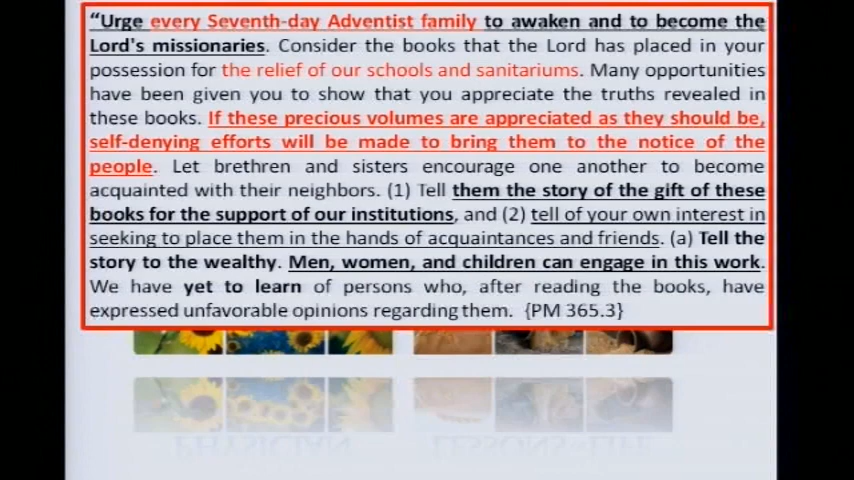 “Urge every Seventh-day Adventist family to awaken and to become the
Lord's missionaries. Consider the books that the Lord has placed in your
possession for the relief of our schools and sanitariums. Many opportunities
have been given you to show that you appreciate the truths revealed in
these books. If these precious volumes are appreciated as they should be,
self-denying efforts will be made to bring them to the notice of the
people. Let brethren and sisters encourage one another to become
acquainted with their neighbors. (1) Tell them the story of the gift of these
books for the support of our institutions, and (2) tell of your own interest in
seeking to place them in the hands of acquaintances and friends. (a) Tell the
story to the wealthy. Men, women, and children can engage in this work.
We have yet to learn of persons who, after reading the books, have
expressed unfavorable opinions regarding them. {PM 365.3}
PHYSICIAN LESSONS LIFE